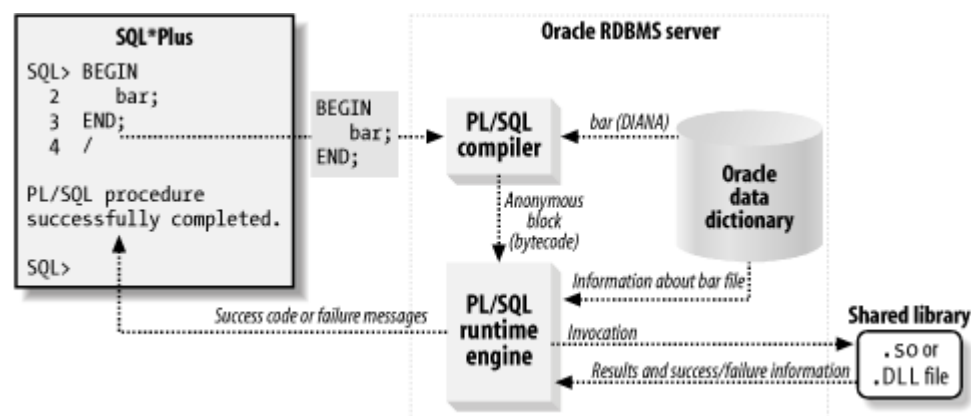 SQL*Plus
SQL> BEGIN
2 bar;
3 END;
4 /
PL/SQL procedure
successfully completed.
SQL>
BEGIN
bar;
END;
Oracle RDBMS server
PL/SQL
compiler
bar (DIANA)
Oracle
data
dictionary
Anonymous
block
(bytecode)
Information about bar file
PL/SQL
runtime
engine
Success code or failure messages
Invocation
Results and success/failure information
Shared library
.so or
.DLL file